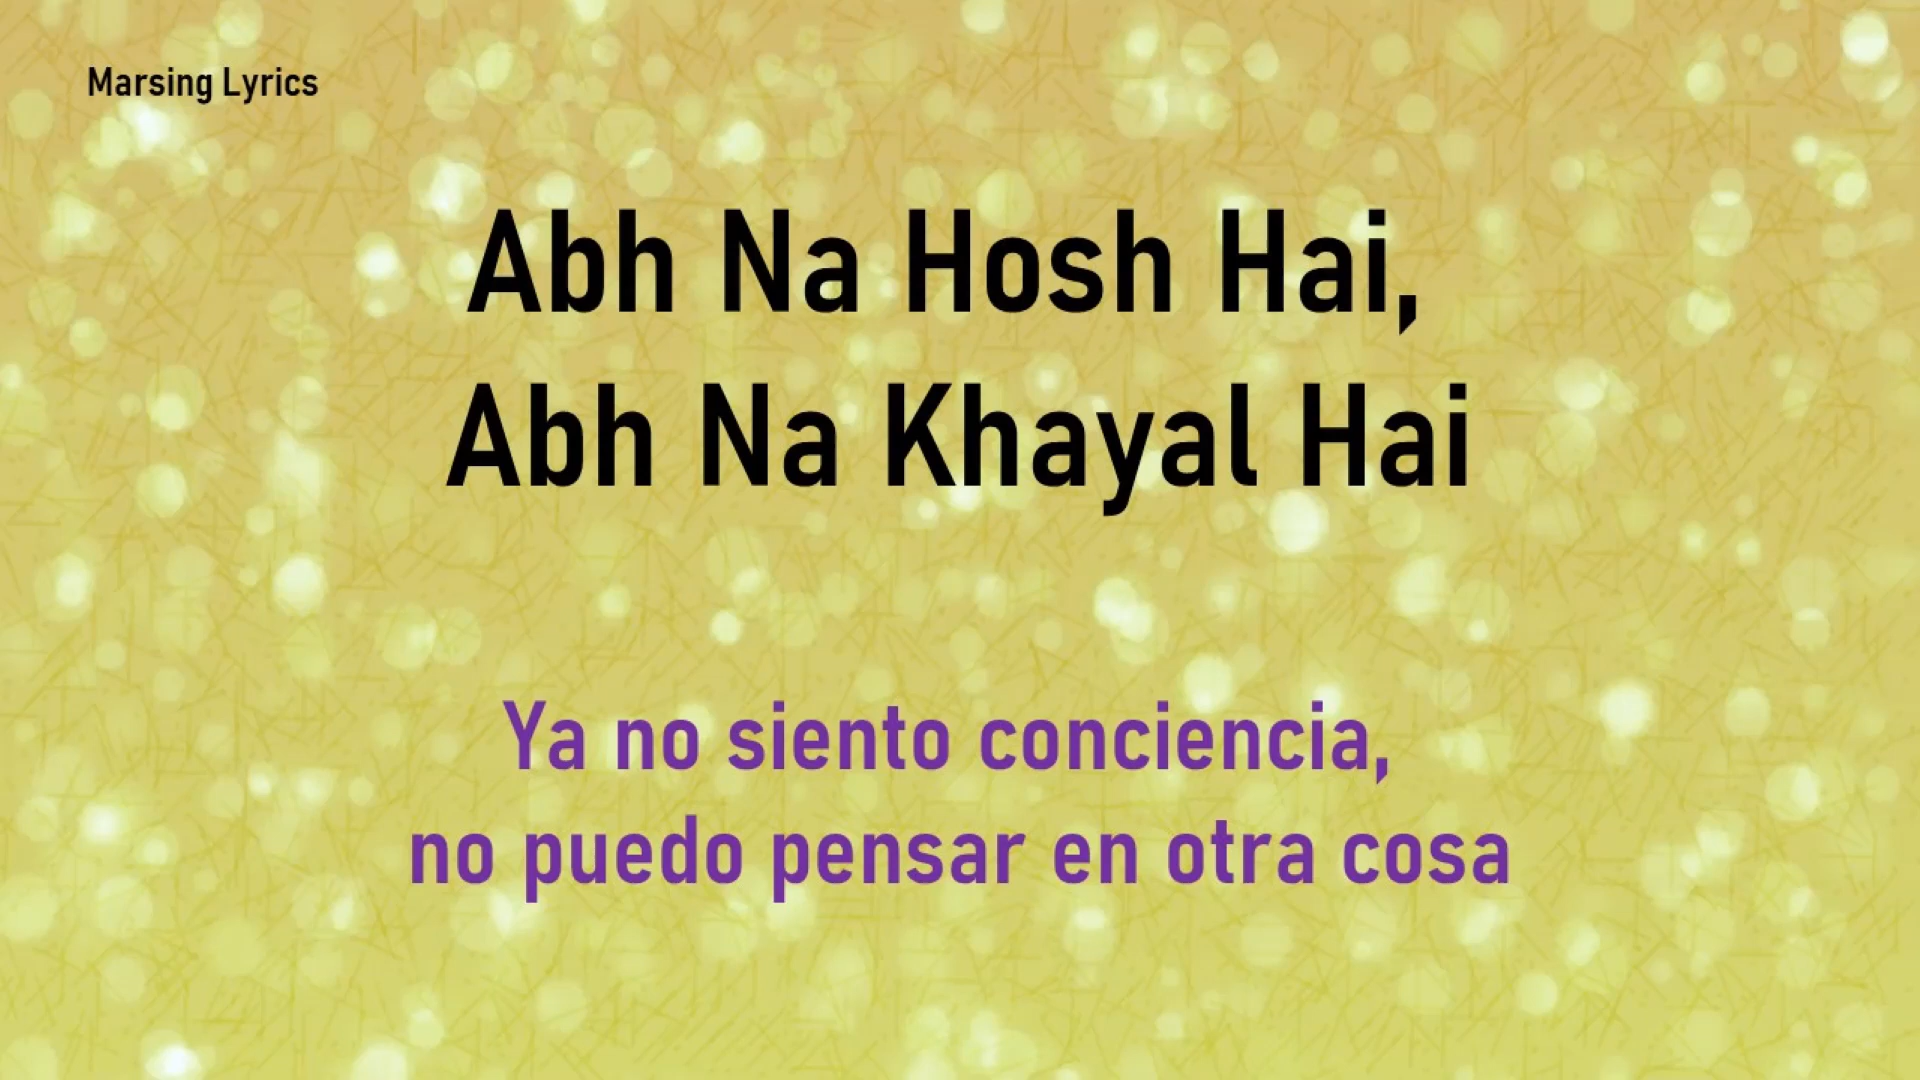 Marsing Lyrics
Abh Na Hosh Hai,
Abh Na Khayal Hai
Ya no siento conciencia,
no puedo pensar en otra cosa